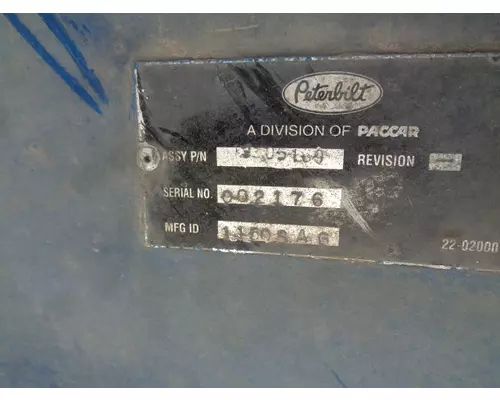 Peterbilt
A DIVISION OF PACCAR
ASSY P/N REVISION
SERIAL NO. 002176
MFG ID
22-02000